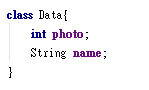 class Data{
    int photo;
    String name;
}